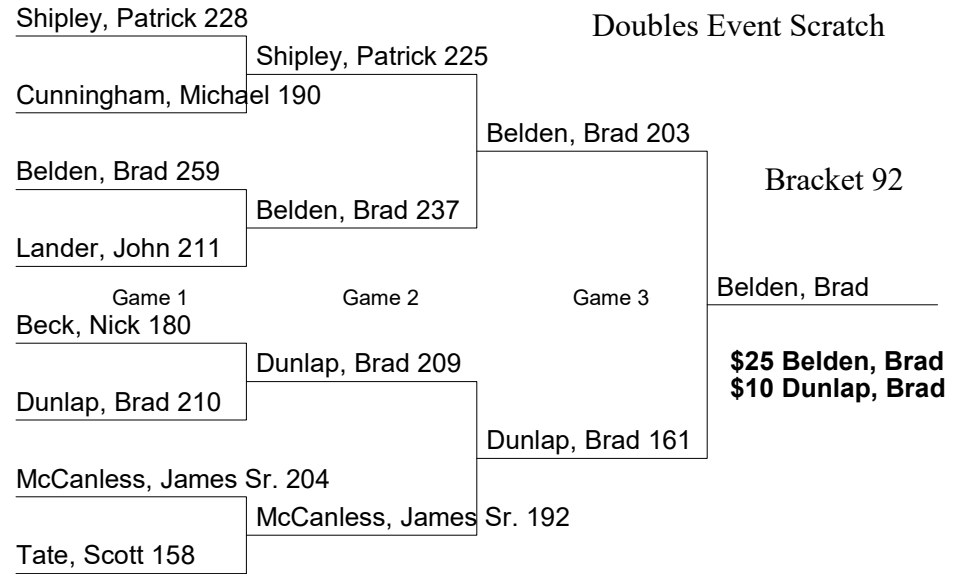 Shipley, Patrick 228
Doubles Event Scratch
Shipley, Patrick 225
Cunningham, Michael 190
Belden, Brad 203
Belden, Brad 259
Bracket 92
Belden, Brad 237
Lander, John 211
Game 1
Game 2
Game 3
Belden, Brad
Beck, Nick 180
Dunlap, Brad 209
$25 Belden, Brad
$10 Dunlap, Brad
Dunlap, Brad 210
Dunlap, Brad 161
McCanless, James Sr. 204
McCanless, James Sr. 192
Tate, Scott 158